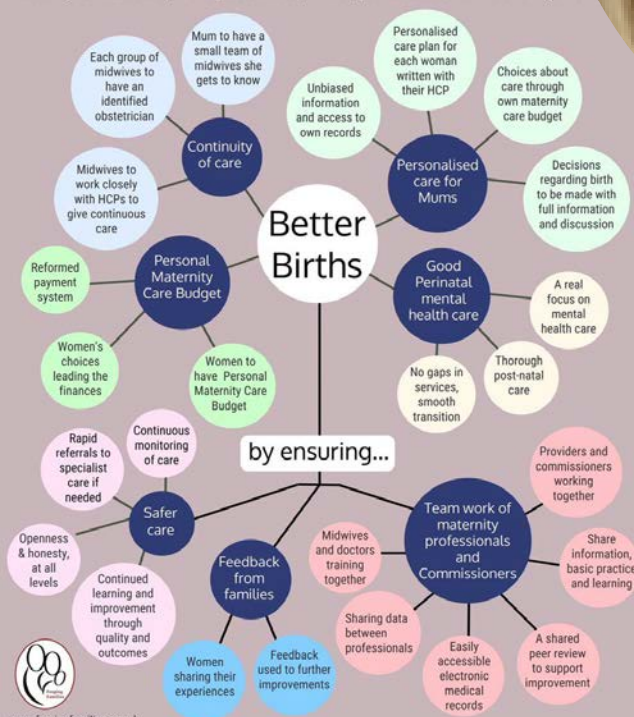 Each group of
midwives to
have an
identified
obstetrician
Mum to have a
small team of
midwives she
gets to know
Midwives to
work closely
with HCPs to
give continuous
care
Continuity
of care
Unbiased
information
and access to
own records
Personalised
care plan for
each woman
written with
their HCP
Choices about
care through
own maternity
care budget
Decisions
regarding birth
to be made with
full information
and discussion
Personalised
care for
Mums
Better
Births
Personal
Maternity
Care Budget
Reformed
payment
system
Women's
choices
leading the
finances
Women to
have Personal
Maternity Care
Budget
Good
Perinatal
mental
health care
A real
focus on
mental
health care
Thorough
post-natal
care
No gaps in
services,
smooth
transition
by ensuring...
Safer
care
Rapid
referrals to
specialist
care if
needed
Continuous
monitoring
of care
Openness
& honesty,
at all
levels
Continued
learning and
improvement
through
quality and
outcomes
Feedback
from
families
Women
sharing their
experiences
Feedback
used to further
improvements
Team work of
maternity
professionals
and
Commissioners
Providers and
commissioners
working
together
Midwives
and doctors
training
together
Share
information,
basic practice
and learning
Sharing data
between
professionals
Easily
accessible
electronic
medical
records
A shared
peer review
to support
improvement